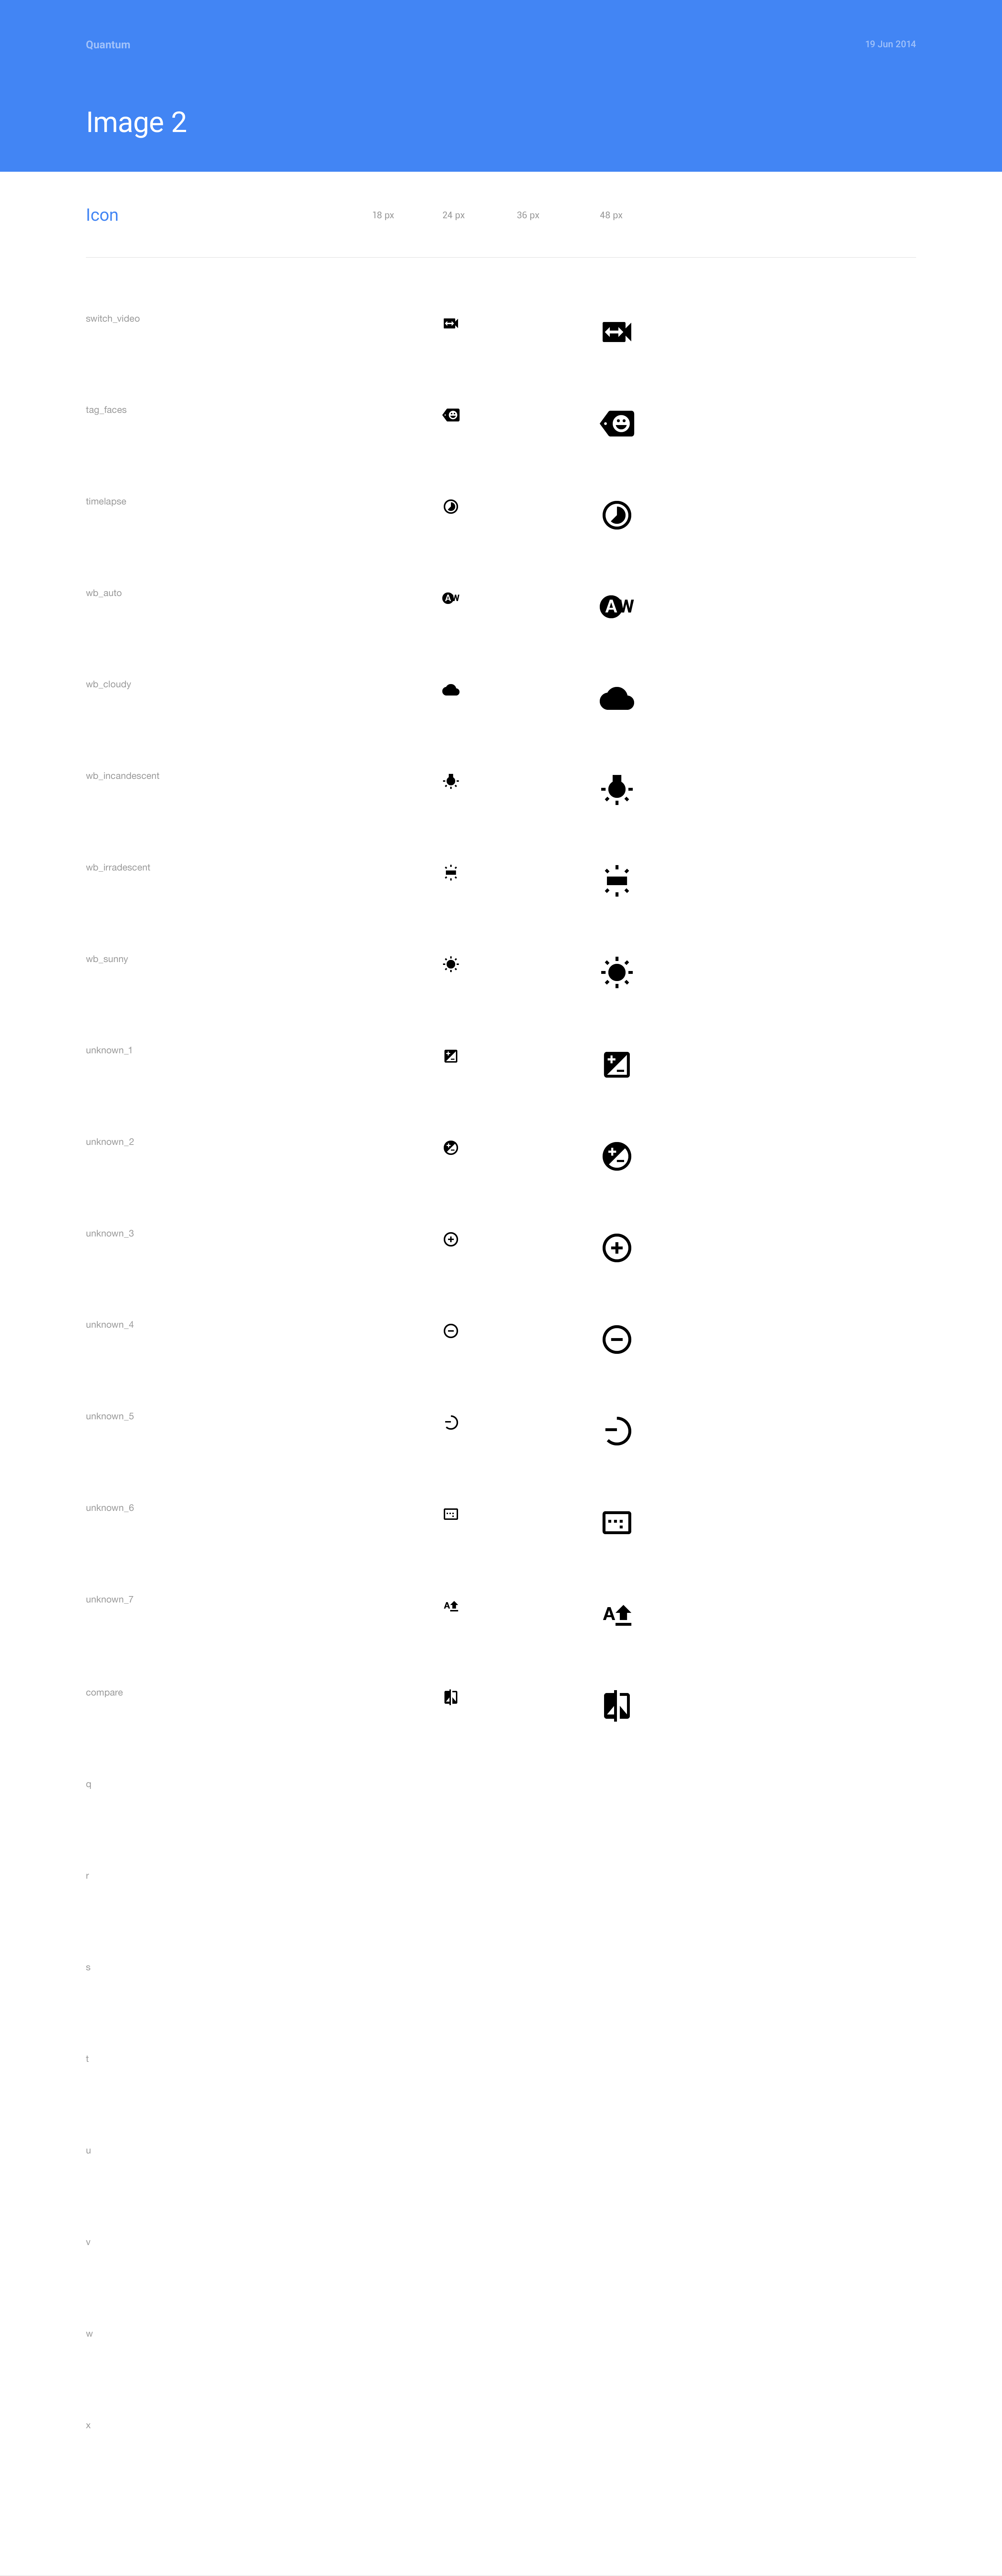 Quantum 19 Jun 2014
Image 2
Icon 18 px 24 px 36 px 48 px
switch_video
tag_faces
timelapse
wb_auto
AW AW
wb_cloudy
wb_incandescent
wb_irradescent
wb_sunny
unknown_1
unknown_2
unknown_3
unknown_4
unknown_5
unknown_6
unknown_7
A A
compare
q
r
s
t
u
v
w
x